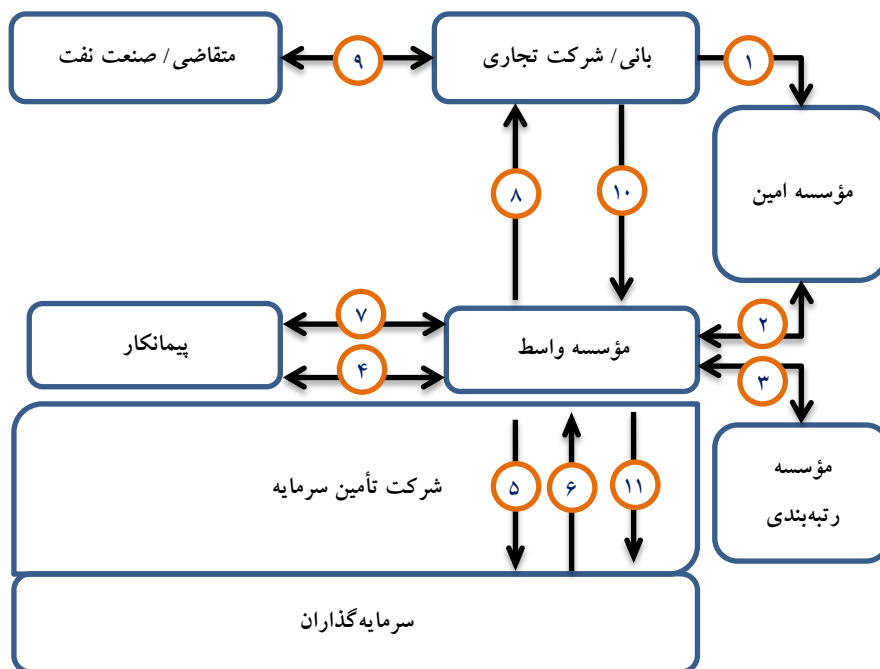 بانی/ شرکت تجاری
۹
متقاضی/ صنعت نفت
۱
مؤسسه امین
۸
۱۰
۲
مؤسسه واسط
۷
۴
پیمانکار
۳
مؤسسه
رتبه‌بندی
شرکت تأمین سرمایه
۵
۶
۱۱
سرمایه‌گذاران